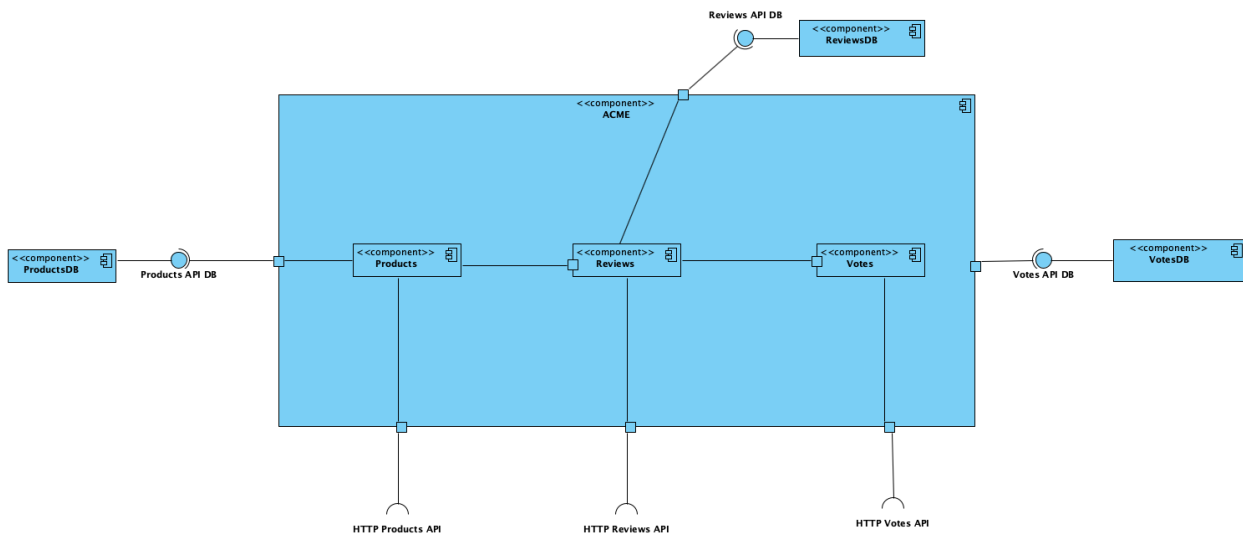 Reviews API DB
<<component>>
ReviewsDB
<<component>>
ACME
<<component>>
ProductsDB
Products API DB
<<component>>
Products
<<component>>
Reviews
<<component>>
Votes
Votes API DB
<<component>>
VotesDB
HTTP Products API
HTTP Reviews API
HTTP Votes API